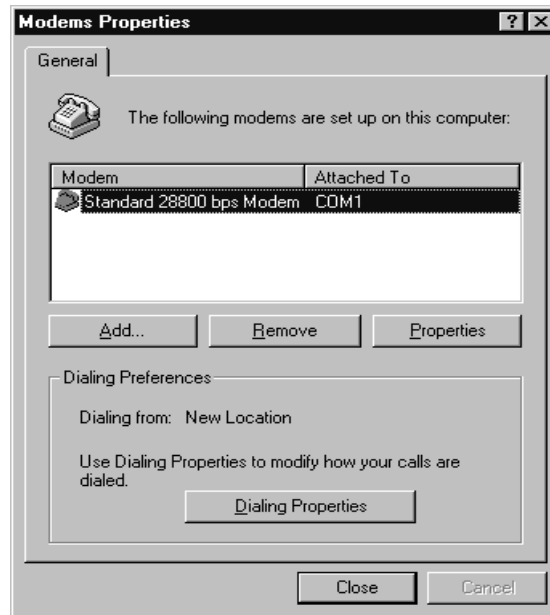 Modems Properties
General
The following modems are set up on this computer:
Modem Attached To
Standard 28800 bps Modem COM1
Add... Remove Properties
Dialing Preferences
Dialing from: New Location
Use Dialing Properties to modify how your calls are
dialed.
Dialing Properties
Close Cancel